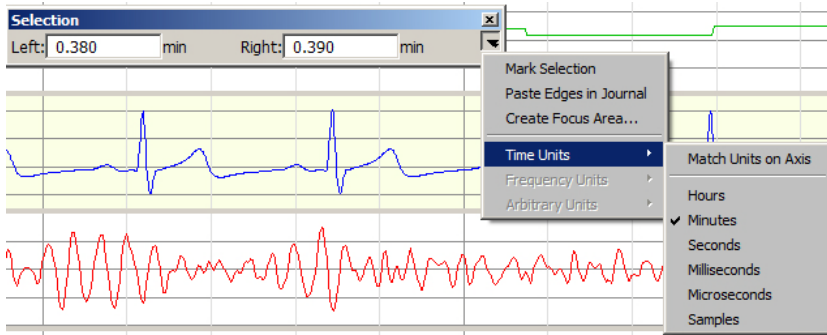 Selection
Left: 0.380 min Right: 0.390 min
Mark Selection
Paste Edges in Journal
Create Focus Area...
Time Units
Frequency Units
Arbitrary Units
Match Units on Axis
Hours
Minutes
Seconds
Milliseconds
Microseconds
Samples